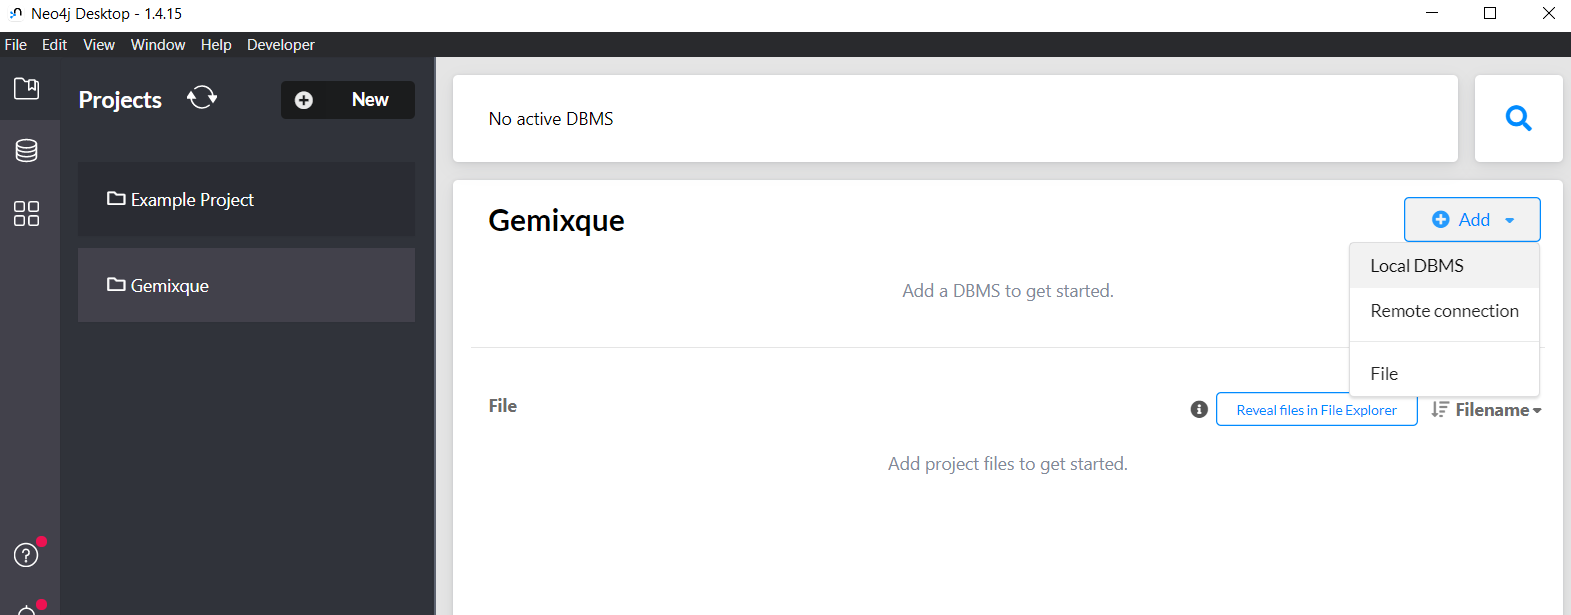 Neo4j Desktop - 1.4.15
File Edit View Window Help Developer
Projects
New
Example Project
Gemixque
No active DBMS
Gemixque
Add
Local DBMS
Remote connection
File
Add a DBMS to get started.
File
Reveal files in File Explorer
Filename
Add project files to get started.